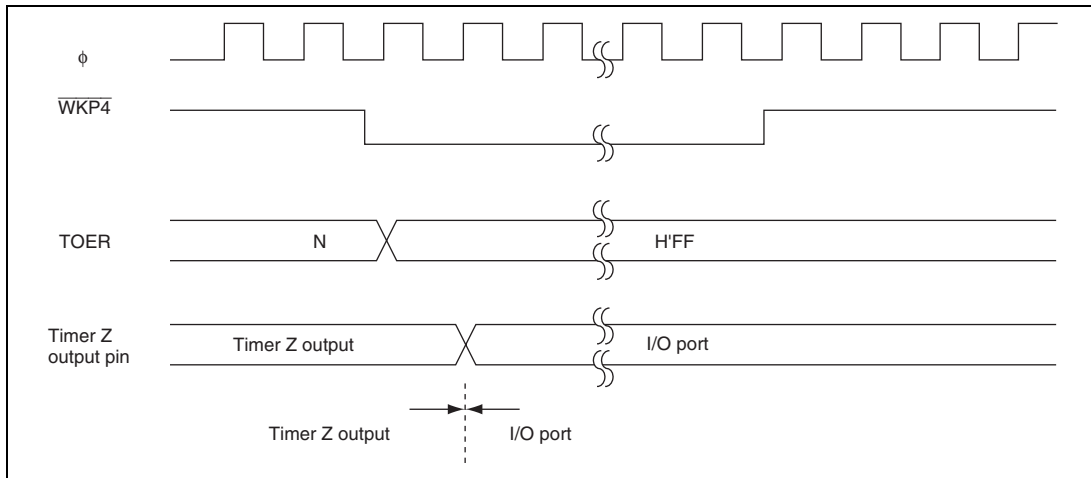 ϕ
WKP4
TOER
N
H'FF
Timer Z
output pin
Timer Z output
I/O port
Timer Z output
I/O port